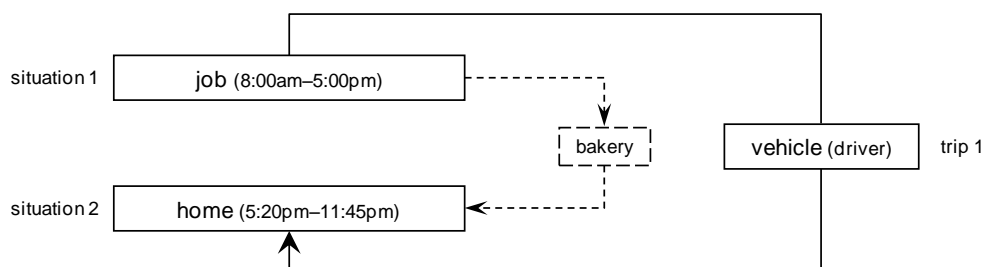 situation 1
job (8:00am–5:00pm)
bakery
vehicle (driver)
trip 1
situation 2
home (5:20pm–11:45pm)